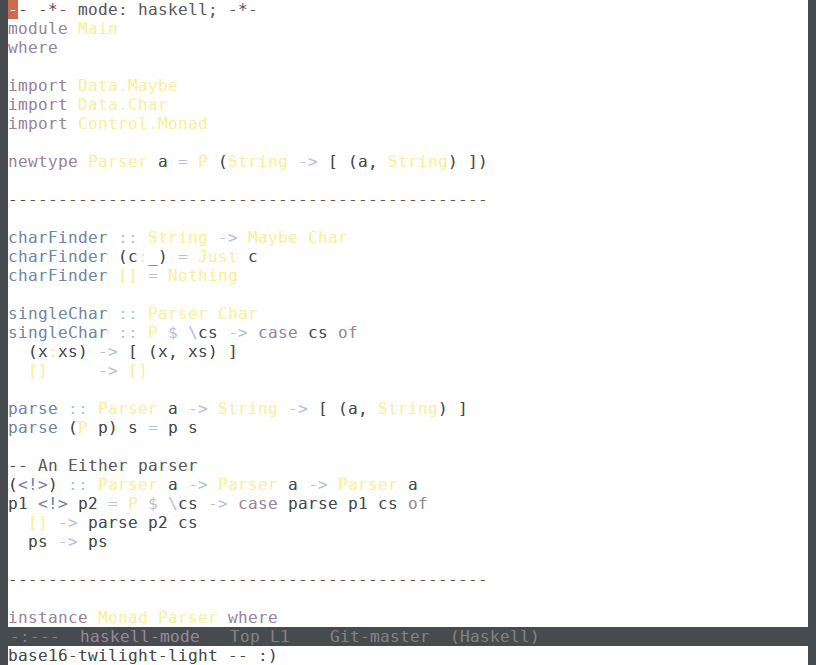 -- -*- mode: haskell; -*-
module Main
where

import Data.Maybe
import Data.Char
import Control.Monad

newtype Parser a = P (String -> [ (a, String) ])

------------------------------------------------

charFinder :: String -> Maybe Char
charFinder (c:_) = Just c
charFinder [] = Nothing

singleChar :: Parser Char
singleChar :: P $ \cs -> case cs of
  (x:xs) -> [ (x, xs) ]
  []     -> []

parse :: Parser a -> String -> [ (a, String) ]
parse (P p) s = p s

-- An Either parser
(<!>) :: Parser a -> Parser a -> Parser a
p1 <!> p2 = P $ \cs -> case parse p1 cs of
  [] -> parse p2 cs
  ps -> ps

------------------------------------------------

instance Monad Parser where
-:---  haskell-mode   Top L1    Git-master  (Haskell)
base16-twilight-light -- :)